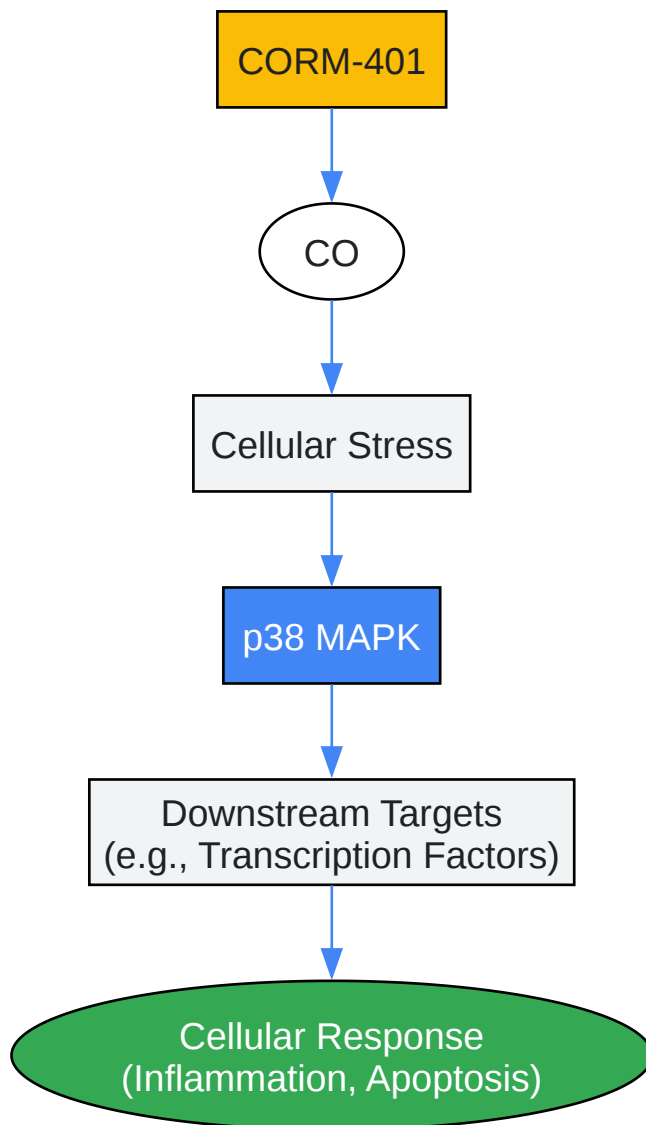 CORM-401
CO
Cellular Stress
p38 MAPK
Downstream Targets
(e.g., Transcription Factors)
Cellular Response
(Inflammation, Apoptosis)